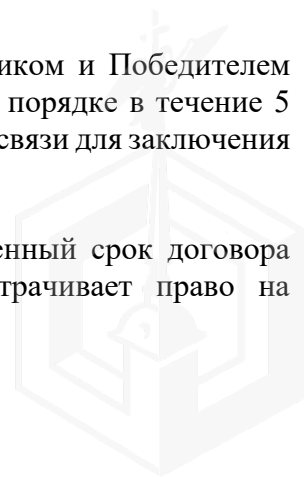 иком и Победителем
порядке в течение 5
связи для заключения
енный срок договора
трачивает право на